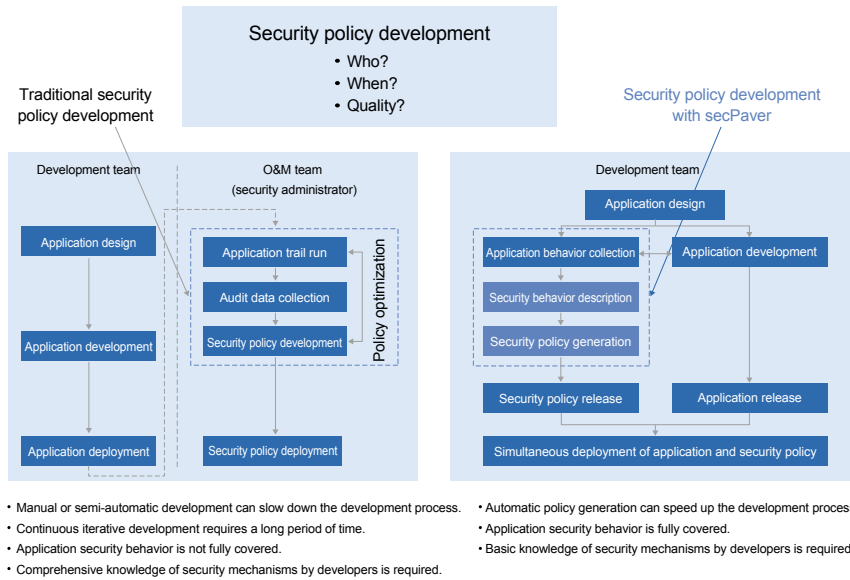 Security policy development
• Who?
• When?
• Quality?
Traditional security
policy development
Security policy development
with secPaver
Development team
O&M team
(security administrator)
Application design
Application development
Application deployment
Application trail run
Audit data collection
Security policy development
Policy optimization
Security policy deployment
Development team
Application design
Application behavior collection
Application development
Security behavior description
Security policy generation
Security policy release
Application release
Simultaneous deployment of application and security policy
• Manual or semi-automatic development can slow down the development process.
• Continuous iterative development requires a long period of time.
• Application security behavior is not fully covered.
• Comprehensive knowledge of security mechanisms by developers is required.
• Automatic policy generation can speed up the development proces
• Application security behavior is fully covered.
• Basic knowledge of security mechanisms by developers is required